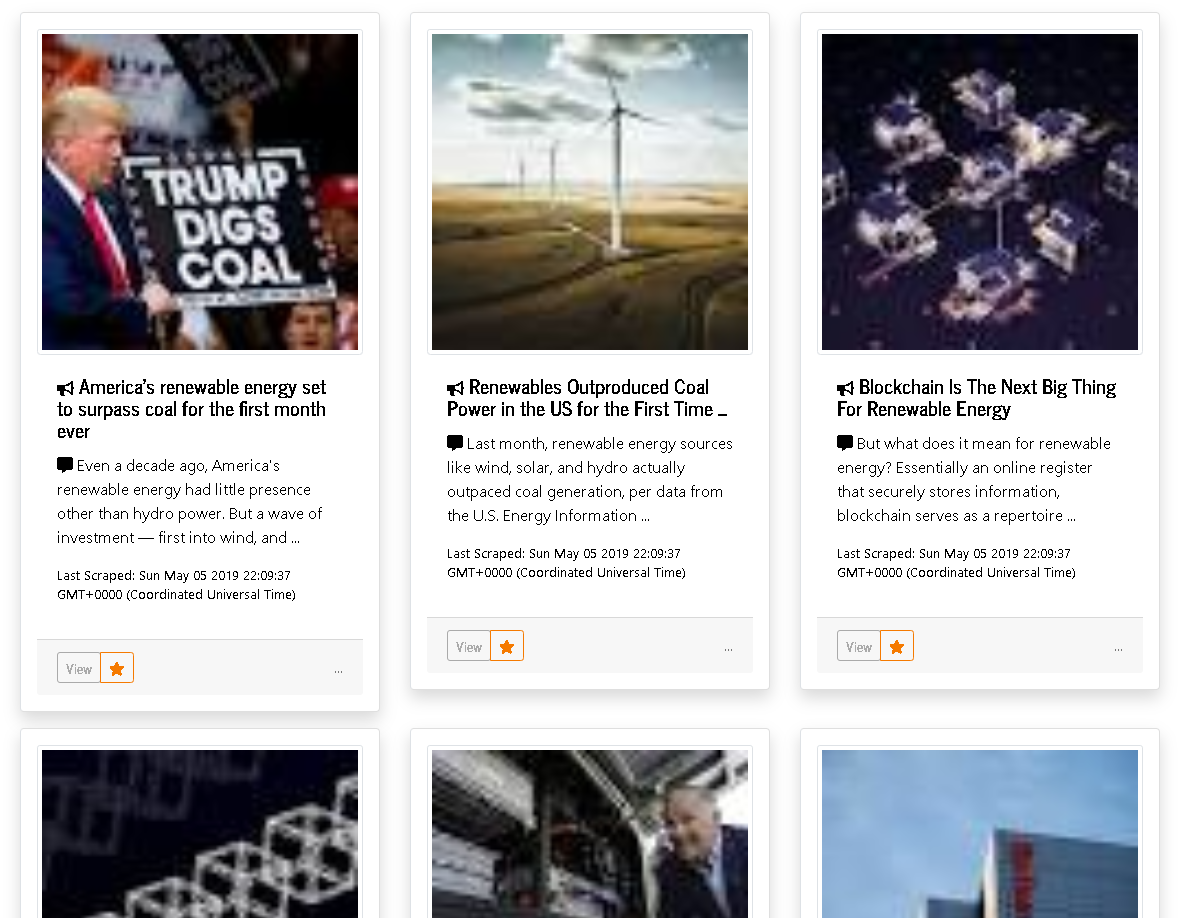 TRUMP
DIGS
COAL
America's renewable energy set
to surpass coal for the first month
ever
Even a decade ago, America's
renewable energy had little presence
other than hydro power. But a wave of
investment — first into wind, and ...
Last Scraped: Sun May 05 2019 22:09:37
GMT+0000 (Coordinated Universal Time)
View
...
Renewables Outproduced Coal
Power in the US for the First Time ...
Last month, renewable energy sources
like wind, solar, and hydro actually
outpaced coal generation, per data from
the U.S. Energy Information ...
Last Scraped: Sun May 05 2019 22:09:37
GMT+0000 (Coordinated Universal Time)
View
...
Blockchain Is The Next Big Thing
For Renewable Energy
But what does it mean for renewable
energy? Essentially an online register
that securely stores information,
blockchain serves as a repertoire ...
Last Scraped: Sun May 05 2019 22:09:37
GMT+0000 (Coordinated Universal Time)
View
...